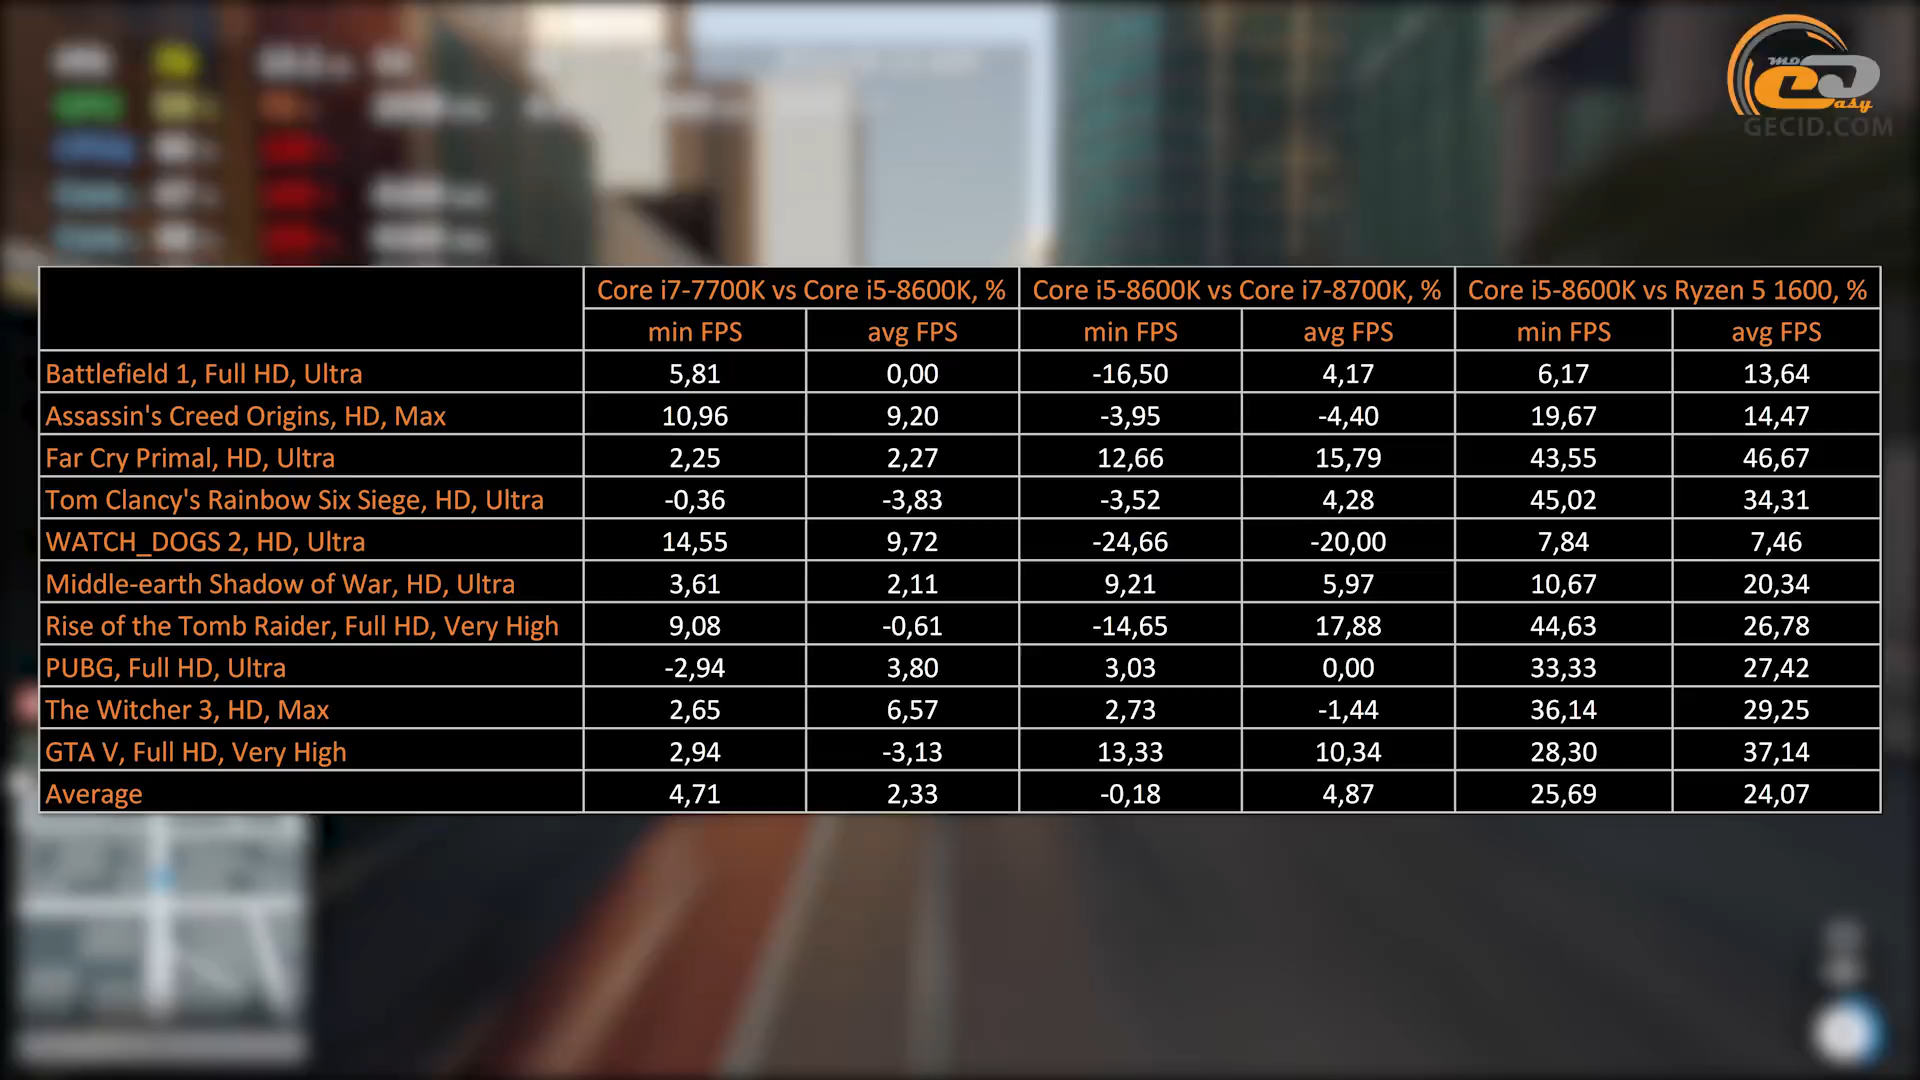 MD
easy
GECID.COM
Core i7-7700K vs Core i5-8600K, % Core i5-8600K vs Core i7-8700K, % Core i5-8600K vs Ryzen 5 1600, %
min FPS avg FPS min FPS avg FPS min FPS avg FPS
Battlefield 1, Full HD, Ultra 5,81 0,00 -16,50 4,17 6,17 13,64
Assassin's Creed Origins, HD, Max 10,96 9,20 -3,95 -4,40 19,67 14,47
Far Cry Primal, HD, Ultra 2,25 2,27 12,66 15,79 43,55 46,67
Tom Clancy's Rainbow Six Siege, HD, Ultra -0,36 -3,83 -3,52 4,28 45,02 34,31
WATCH_DOGS 2, HD, Ultra 14,55 9,72 -24,66 -20,00 7,84 7,46
Middle-earth Shadow of War, HD, Ultra 3,61 2,11 9,21 5,97 10,67 20,34
Rise of the Tomb Raider, Full HD, Very High 9,08 -0,61 -14,65 17,88 44,63 26,78
PUBG, Full HD, Ultra -2,94 3,80 3,03 0,00 33,33 27,42
The Witcher 3, HD, Max 2,65 6,57 2,73 -1,44 36,14 29,25
GTA V, Full HD, Very High 2,94 -3,13 13,33 10,34 28,30 37,14
Average 4,71 2,33 -0,18 4,87 25,69 24,07